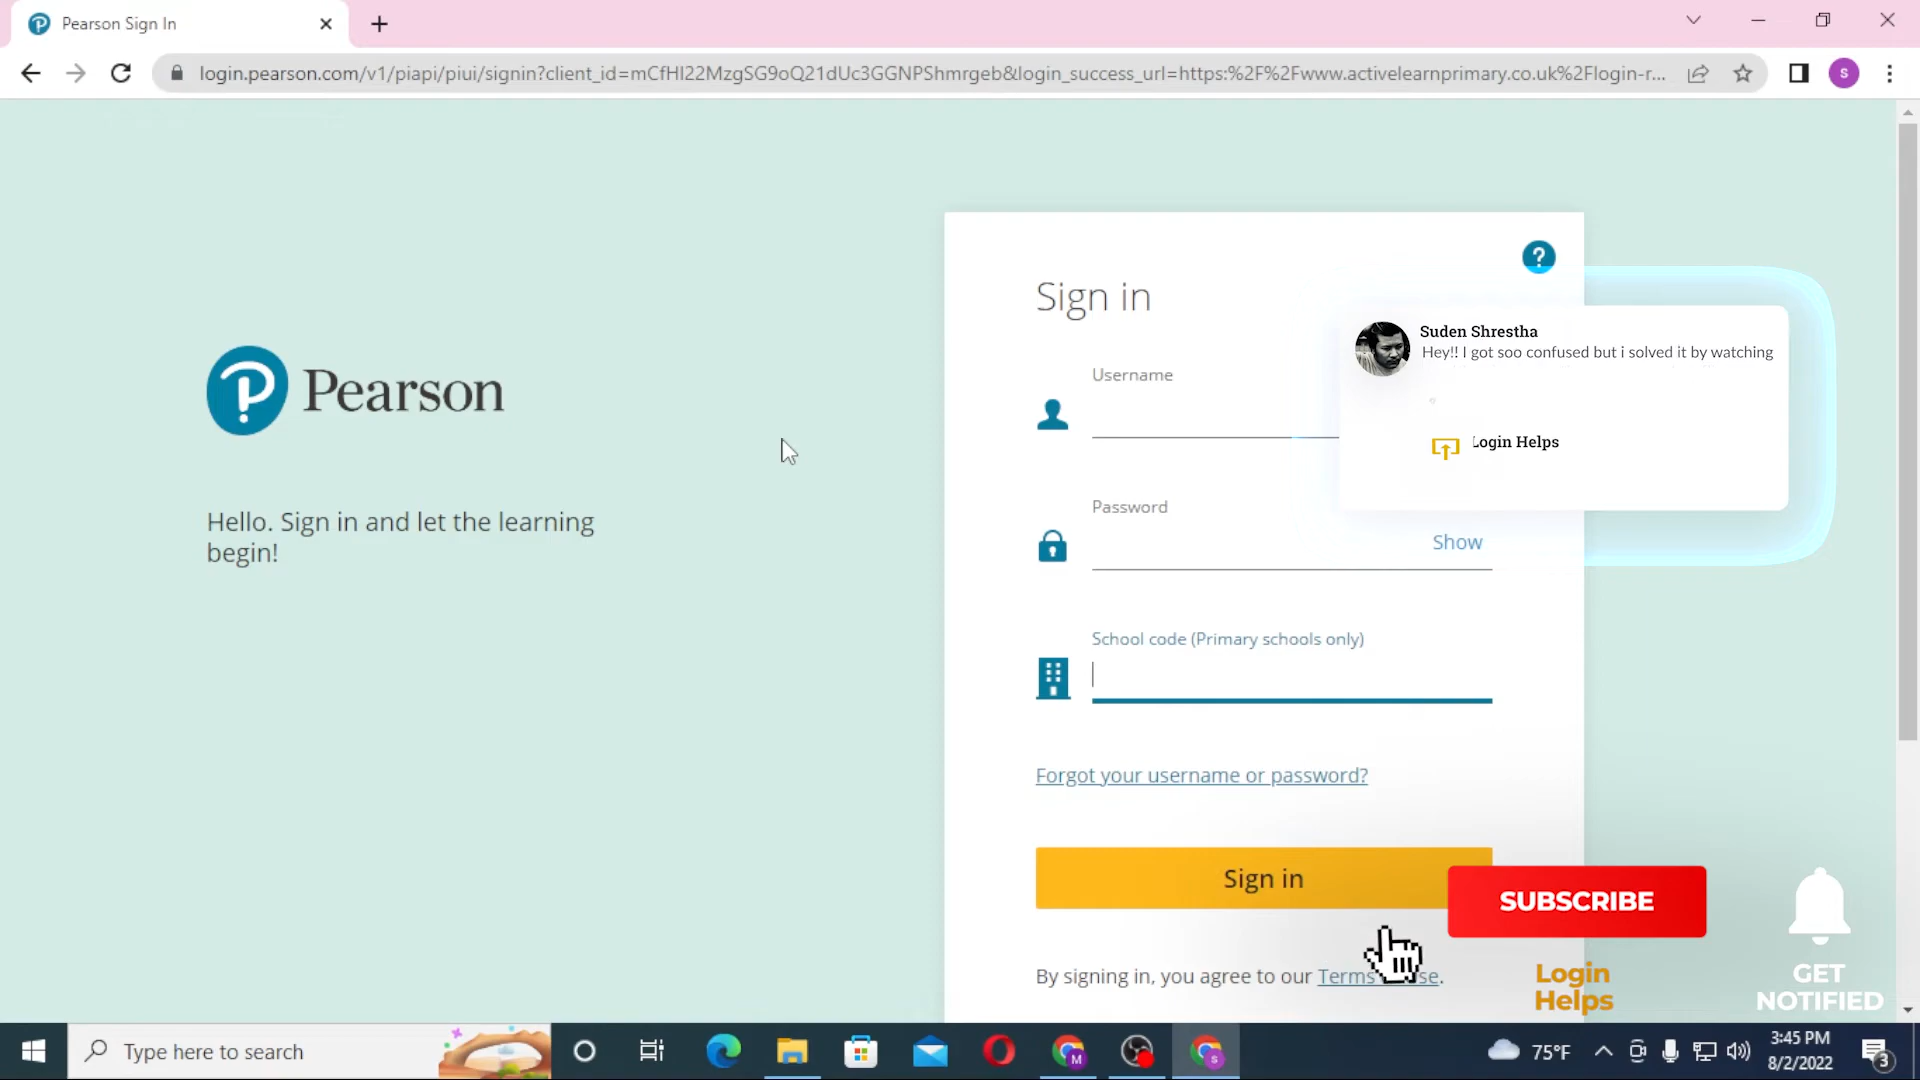 Pearson Sign In
login.pearson.com/v1/piapi/piui/signin?client_id=mCfHI22MzgSG9oQ21dUc3GGNPShmrgeb&login_success_url=https:%2F%2Fwww.activelearnprimary.co.uk%2Flogin-r...
S
?
Sign in
Suden Shrestha
Hey!! I got soo confused but i solved it by watching
Username
Pearson
Login Helps
Password
Hello. Sign in and let the learning
begin!
Show
School code (Primary schools only)
Forgot your username or password?
Sign in
SUBSCRIBE
By signing in, you agree to our Terms
Login
Helps
GET
NOTIFIED
Type here to search
M
S
75°F
3:45 PM
8/2/2022
3